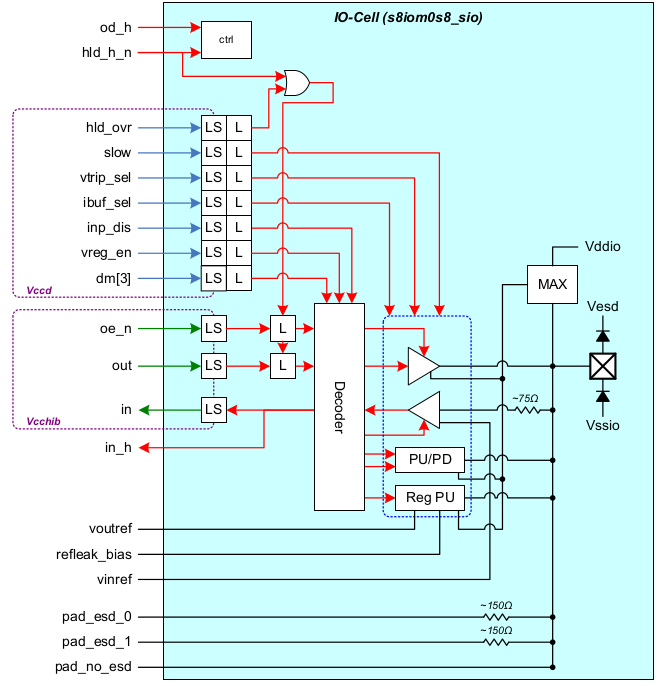 IO-Cell (s8iom0s8_sio)
od_h
ctrl
hld_h_n
hld_ovr
LS
L
slow
LS
L
vtrip_sel
LS
L
ibuf_sel
LS
L
inp_dis
LS
L
vreg_en
LS
L
dm[3]
LS
L
Vccd
Vddio
MAX
Vesd
oe_n
LS
L
out
LS
L
Decoder
in
LS
~75Ω
Vssio
Vcchib
in_h
PU/PD
Reg PU
voutref
refleak_bias
vinref
pad_esd_0
~150Ω
pad_esd_1
~150Ω
pad_no_esd